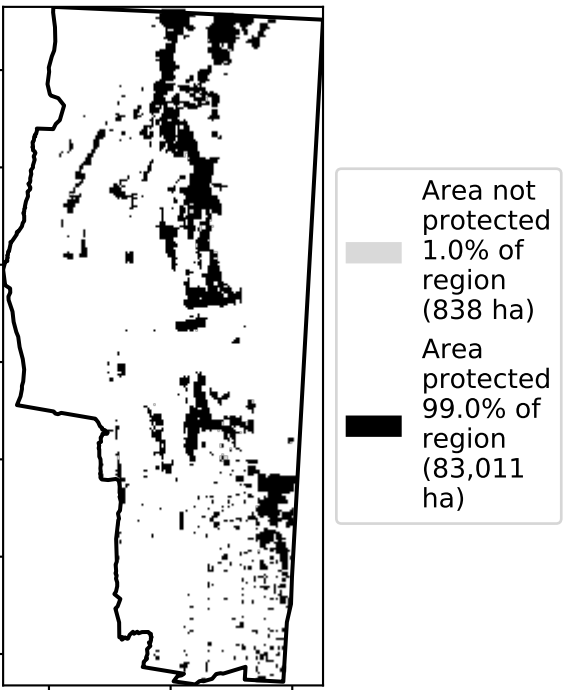 Area not
protected
1.0% of
region
(838 ha)
Area
protected
99.0% of
region
(83,011
ha)